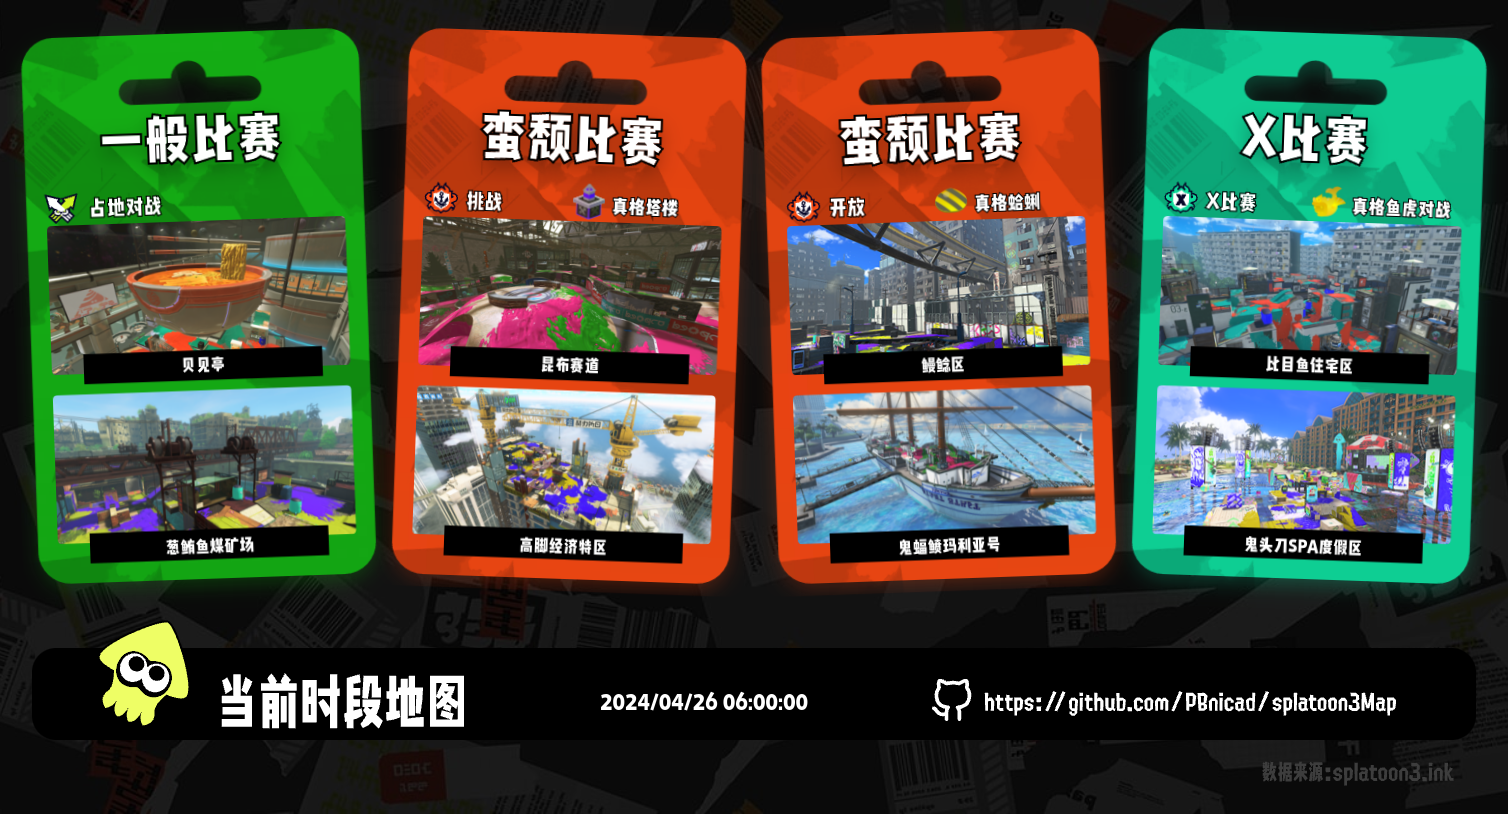 一般比赛
占地对战
贝见亭
葱鲔鱼煤矿场
蛮颓比赛
挑战
真格塔楼
昆布赛道
高脚经济特区
蛮颓比赛
开放
真格蛤蜊
鳗鲶区
鬼蝠鲼玛利亚号
X比赛
X比赛
真格鱼虎对战
比目鱼住宅区
鬼头刀SPA度假区
当前时段地图
2024/04/26 06:00:00
https://github.com/PBnicad/splatoon3Map
数据来源:splatoon3.ink